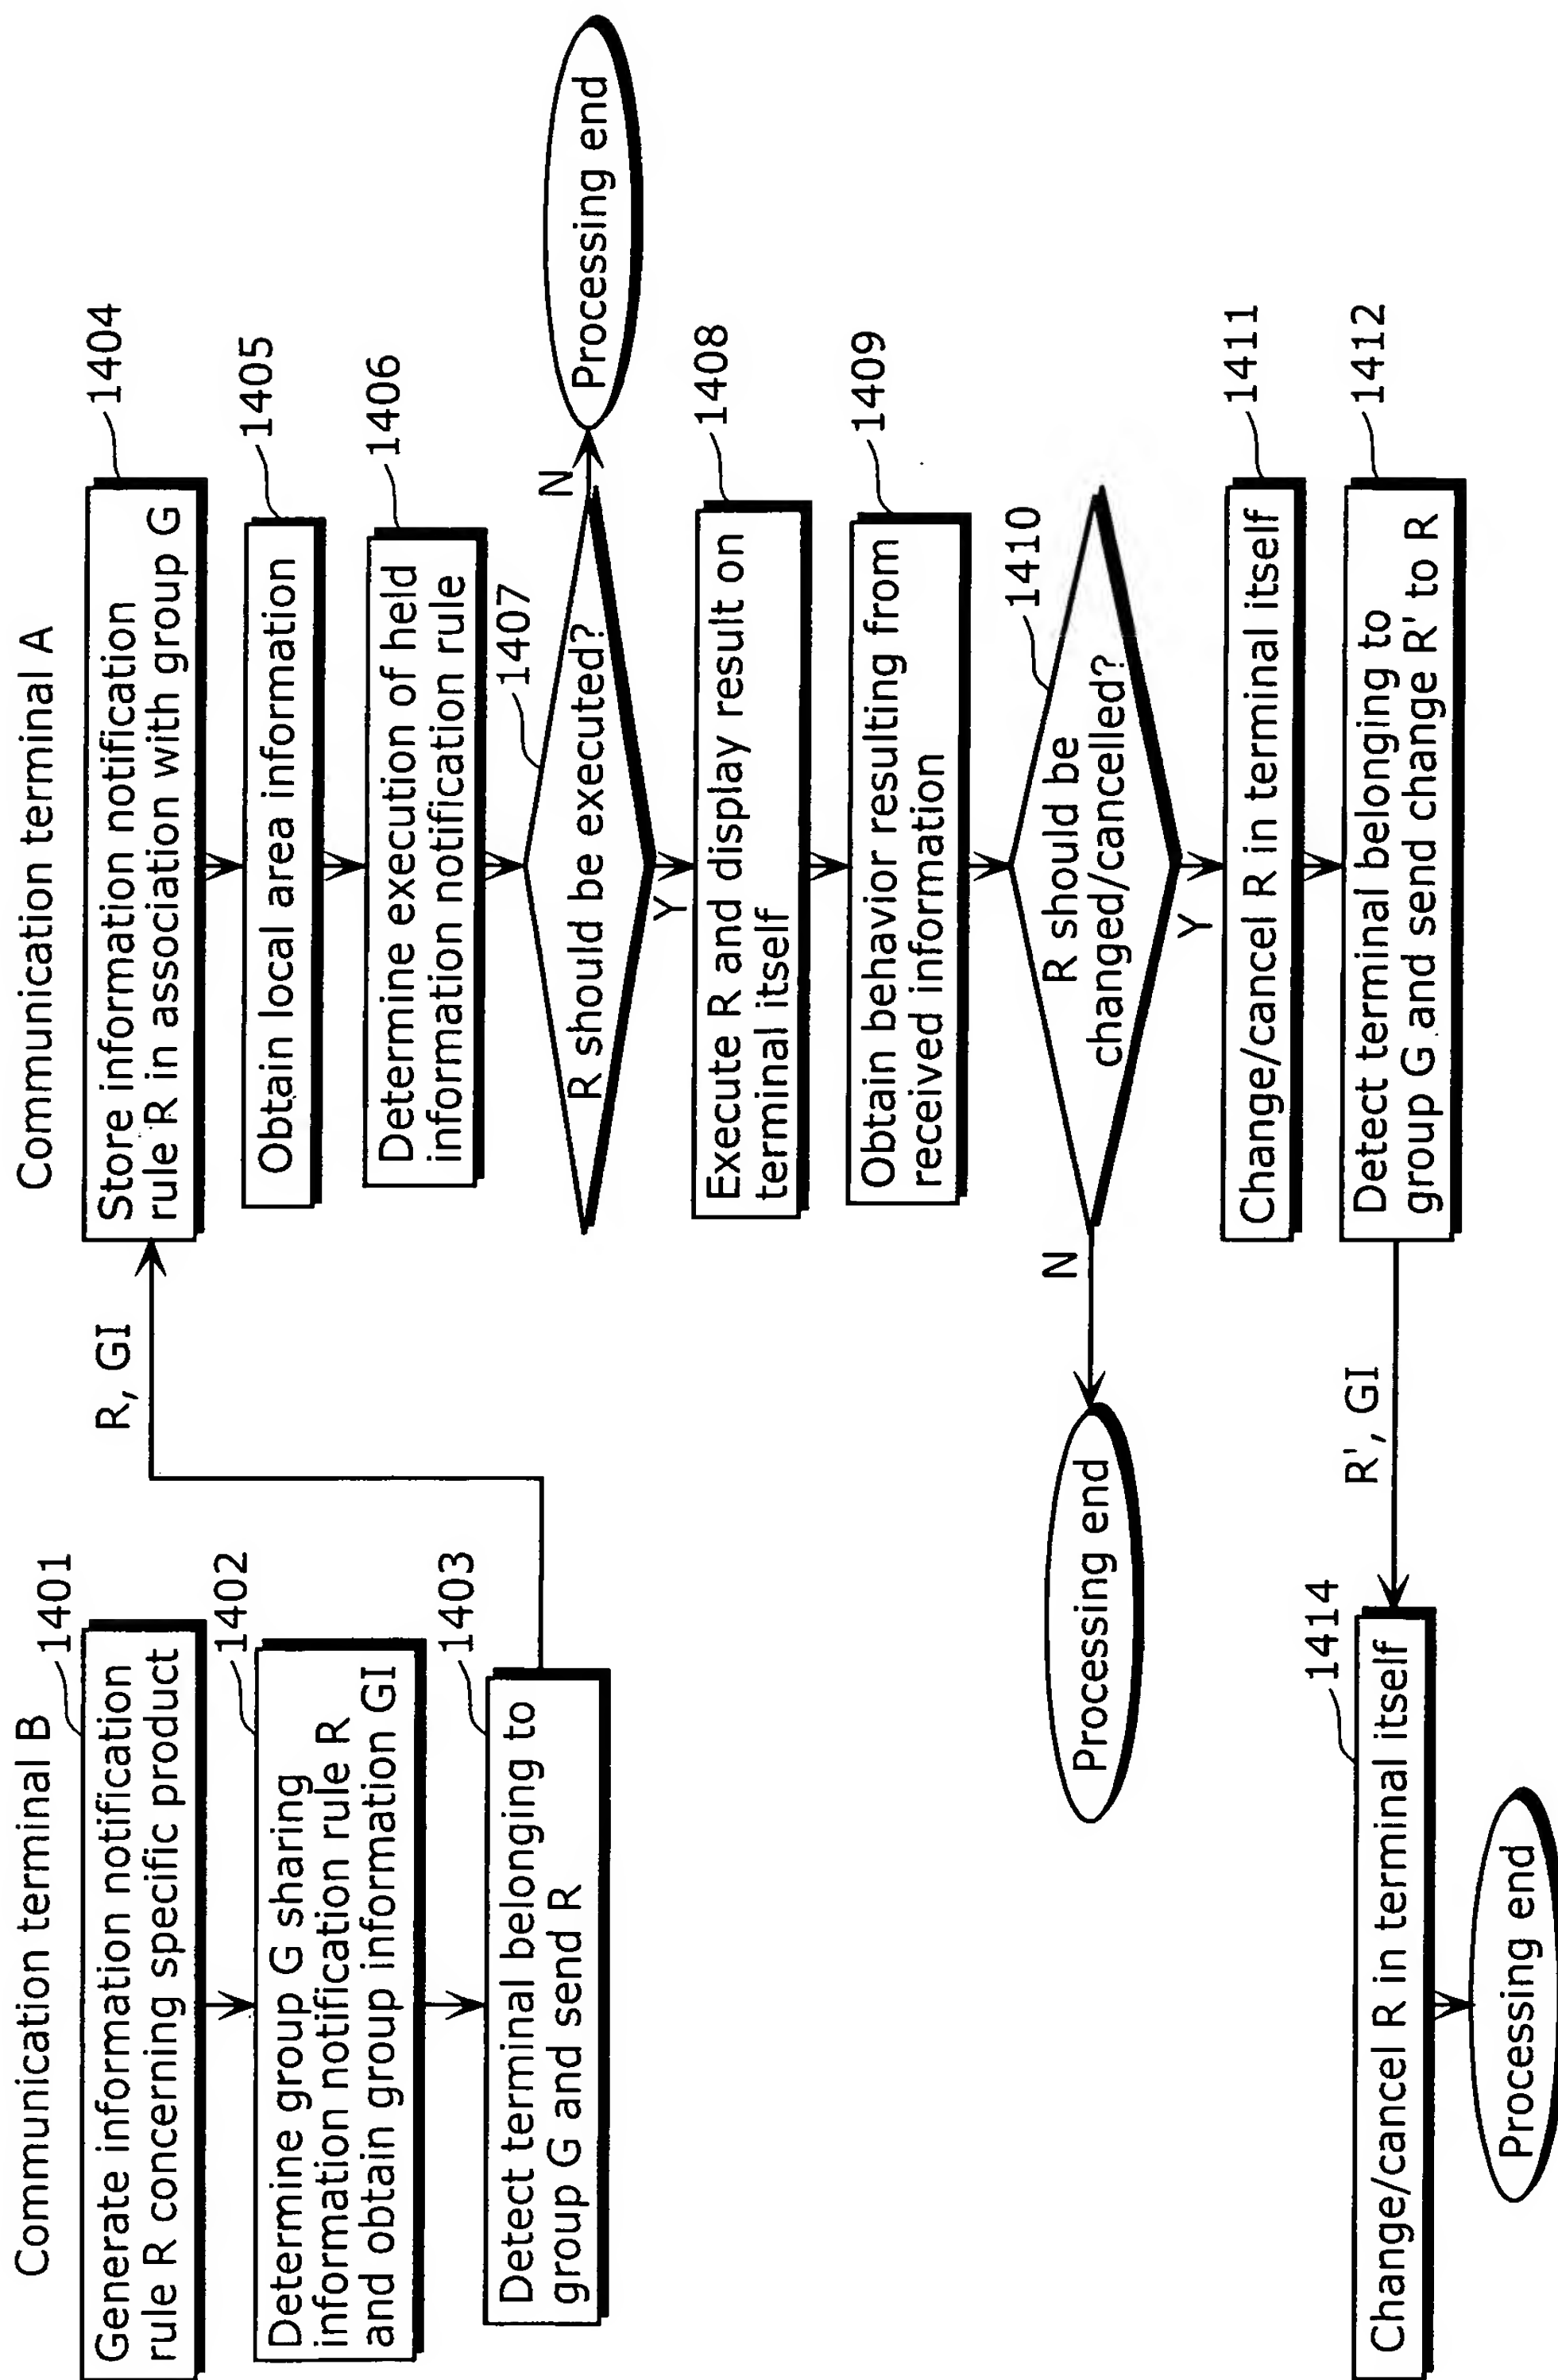 Communication terminal B
1401
Generate information notification
rule R concerning specific product
1402
Determine group G sharing
information notification rule R
and obtain group information GI
1403
Detect terminal belonging to
group G and send R
R, GI
Communication terminal A
1404
Store information notification
rule R in association with group G
1405
Obtain local area information
1406
Determine execution of held
information notification rule
1407
R should be executed?
N
Processing end
Y
1408
Execute R and display result on
terminal itself
1409
Obtain behavior resulting from
received information
1410
R should be
changed/cancelled?
N
Processing end
Y
1411
Change/cancel R in terminal itself
1412
Detect terminal belonging to
group G and send change R' to R
R', GI
1414
Change/cancel R in terminal itself
Processing end